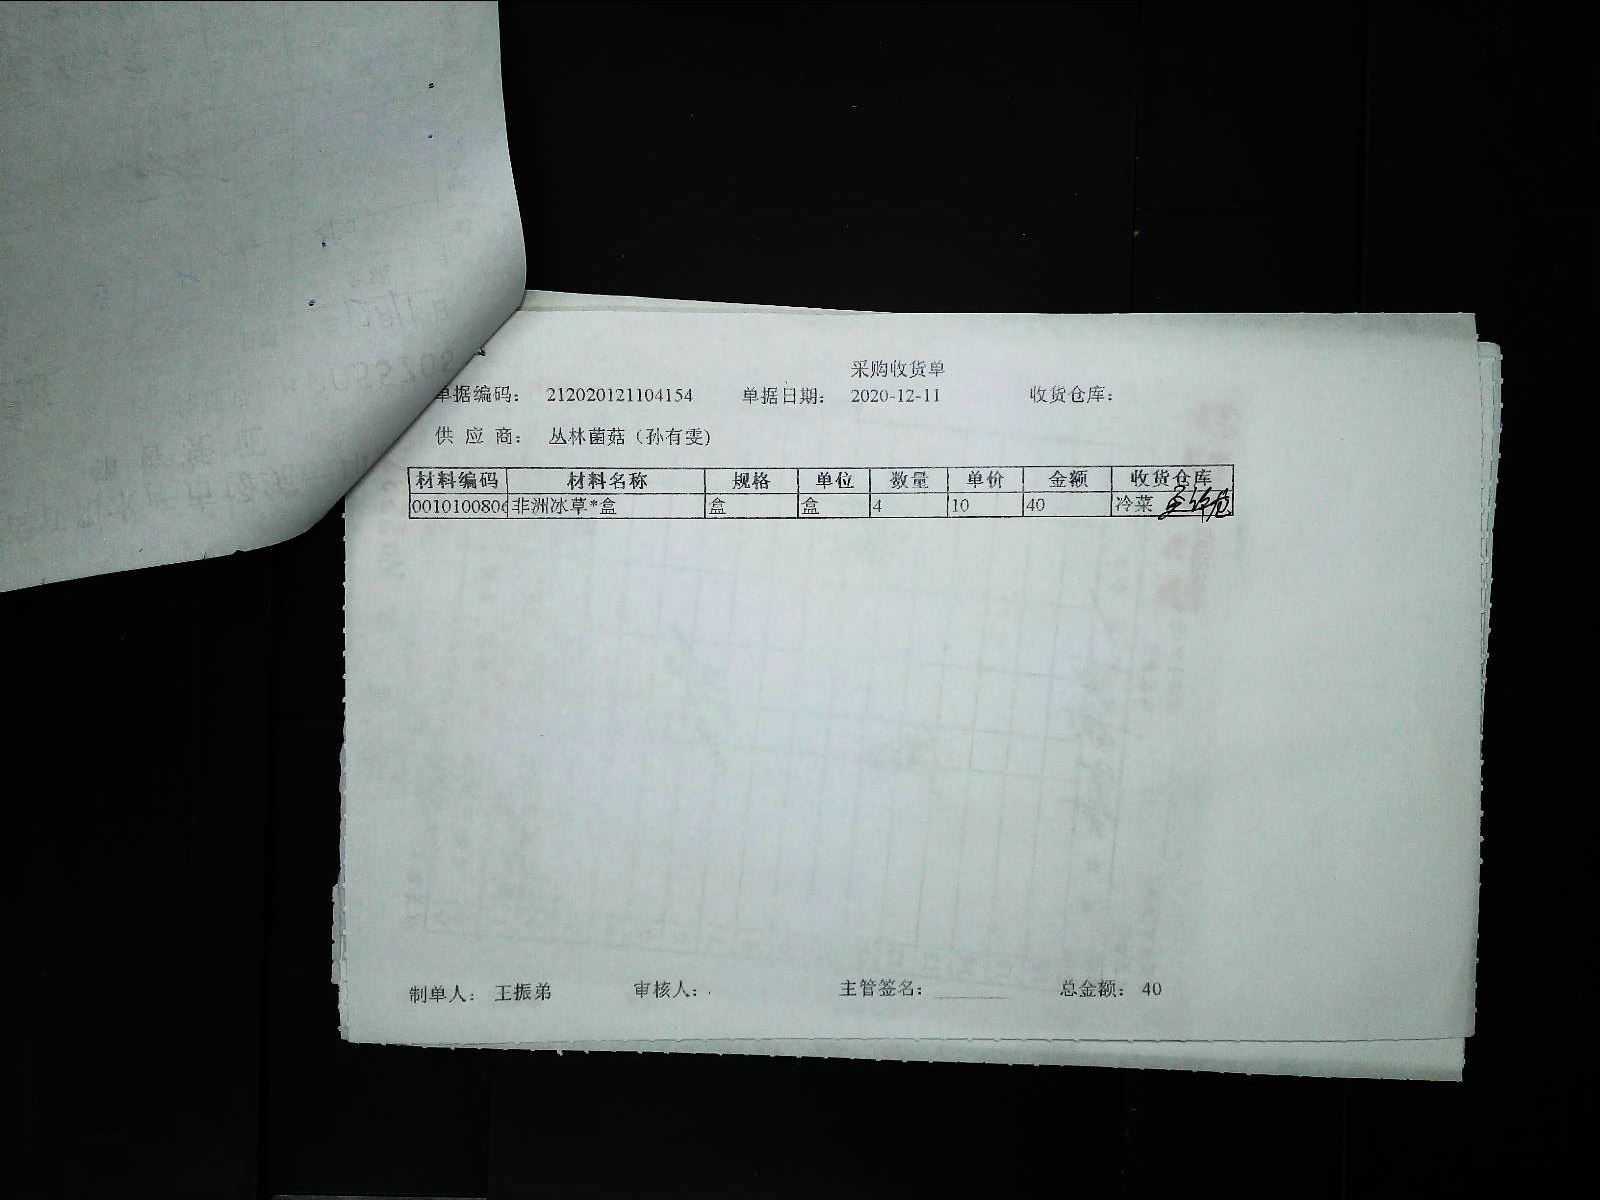 采购收货单
单据编码： 212020121104154 单据日期： 2020-12-11 收货仓库：
供 应 商： 丛林菌菇（孙有雯）
材料编码 材料名称 规格 单位 数量 单价 金额 收货仓库
0010100806 非洲冰草*盒 盒 盒 4 10 40 冷菜
制单人： 王振弟 审核人： 主管签名： 总金额： 40